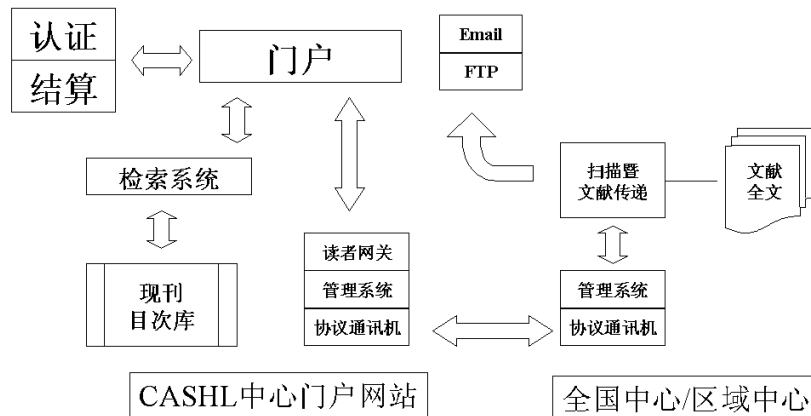 认证
结算
门户
Email
FTP
检索系统
扫描暨
文献传递
文献
全文
现刊
目次库
读者网关
管理系统
协议通讯机
管理系统
协议通讯机
CASHL中心门户网站
全国中心/区域中心